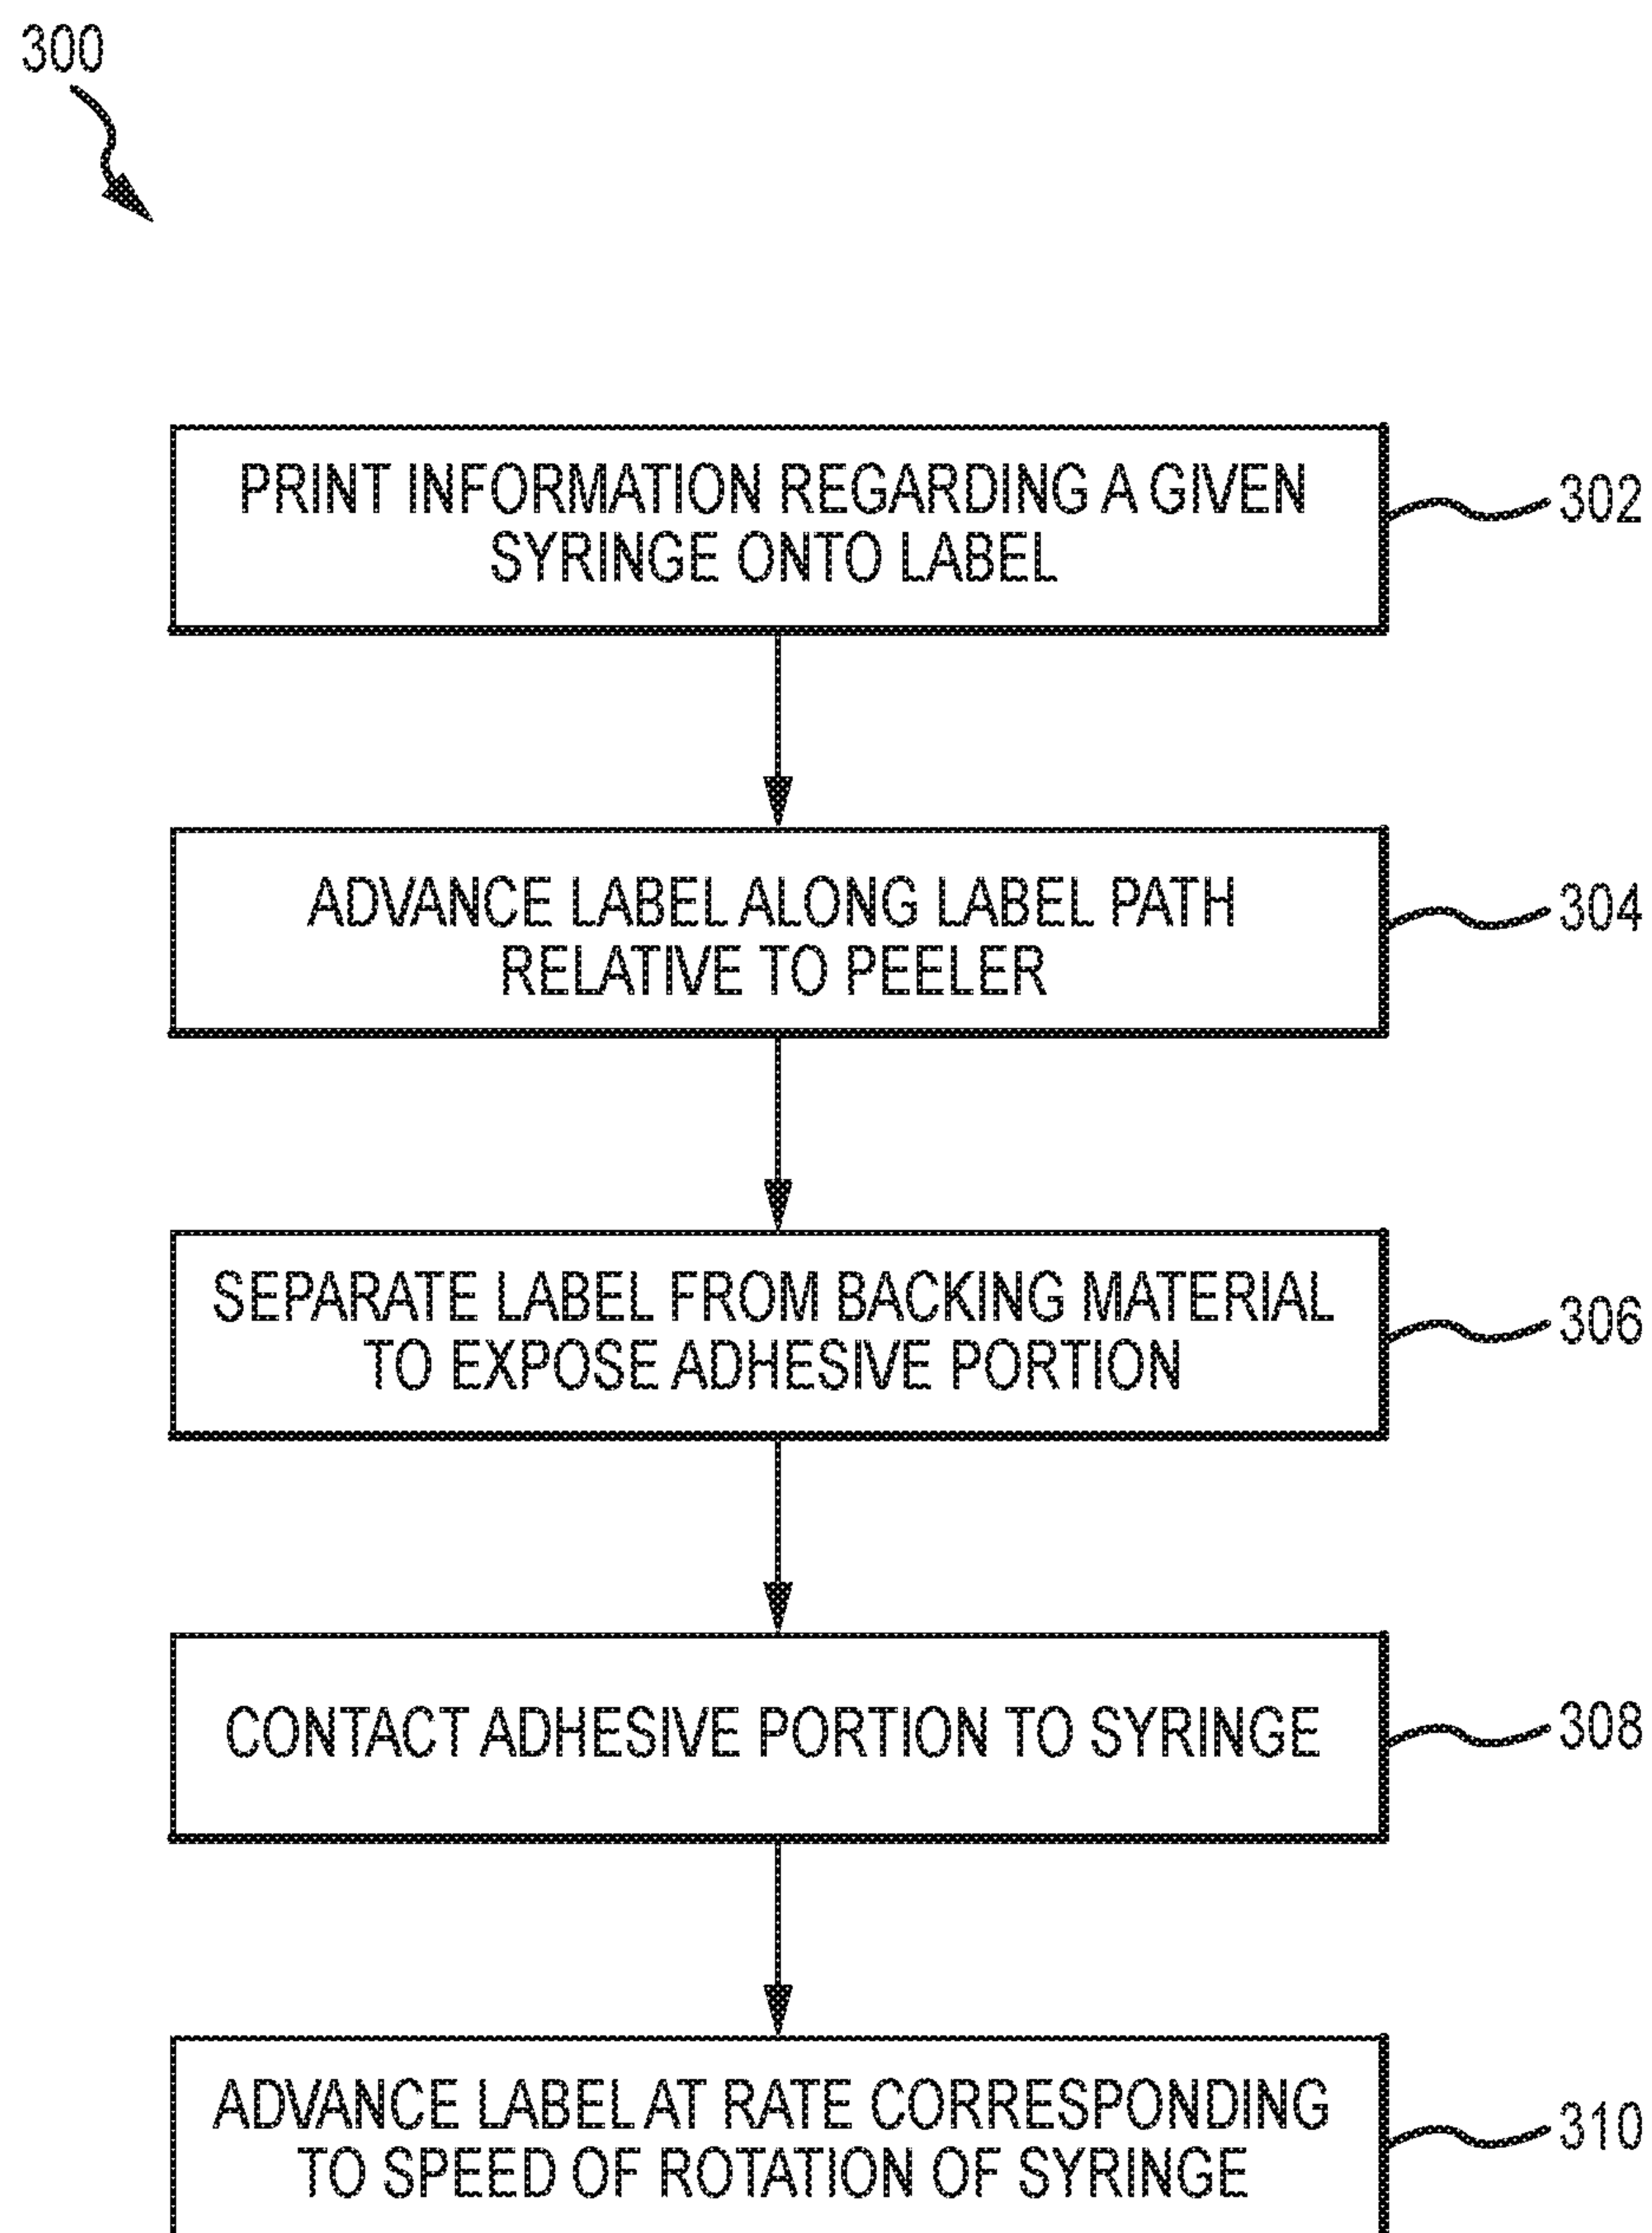 300
PRINT INFORMATION REGARDING A GIVEN
SYRINGE ONTO LABEL
302
ADVANCE LABEL ALONG LABEL PATH
RELATIVE TO PEELER
304
SEPARATE LABEL FROM BACKING MATERIAL
TO EXPOSE ADHESIVE PORTION
306
CONTACT ADHESIVE PORTION TO SYRINGE
308
ADVANCE LABEL AT RATE CORRESPONDING
TO SPEED OF ROTATION OF SYRINGE
310